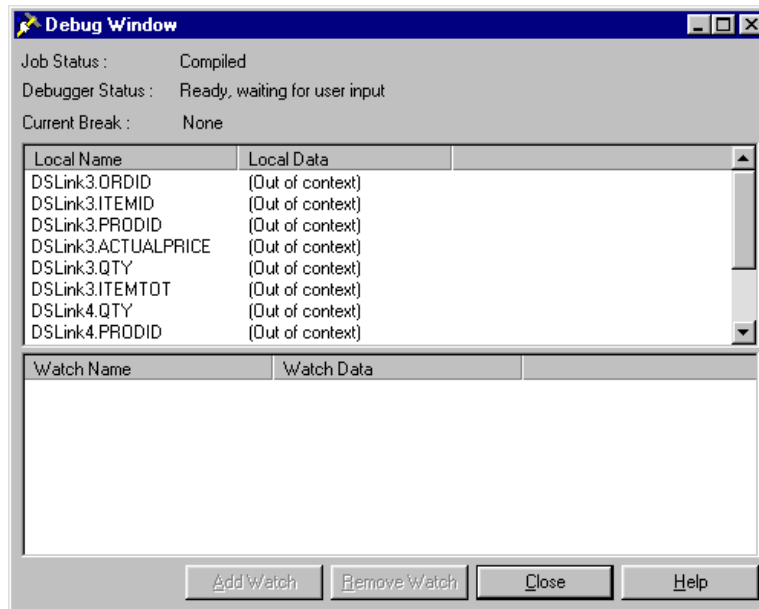 Debug Window
Job Status : Compiled
Debugger Status : Ready, waiting for user input
Current Break : None
Local Name Local Data
DSLink3.ORDID (Out of context)
DSLink3.ITEMID (Out of context)
DSLink3.PRODID (Out of context)
DSLink3.ACTUALPRICE (Out of context)
DSLink3.QTY (Out of context)
DSLink3.ITEMTOT (Out of context)
DSLink4.QTY (Out of context)
DSLink4.PRODID (Out of context)
Watch Name Watch Data
Add Watch Remove Watch Close Help